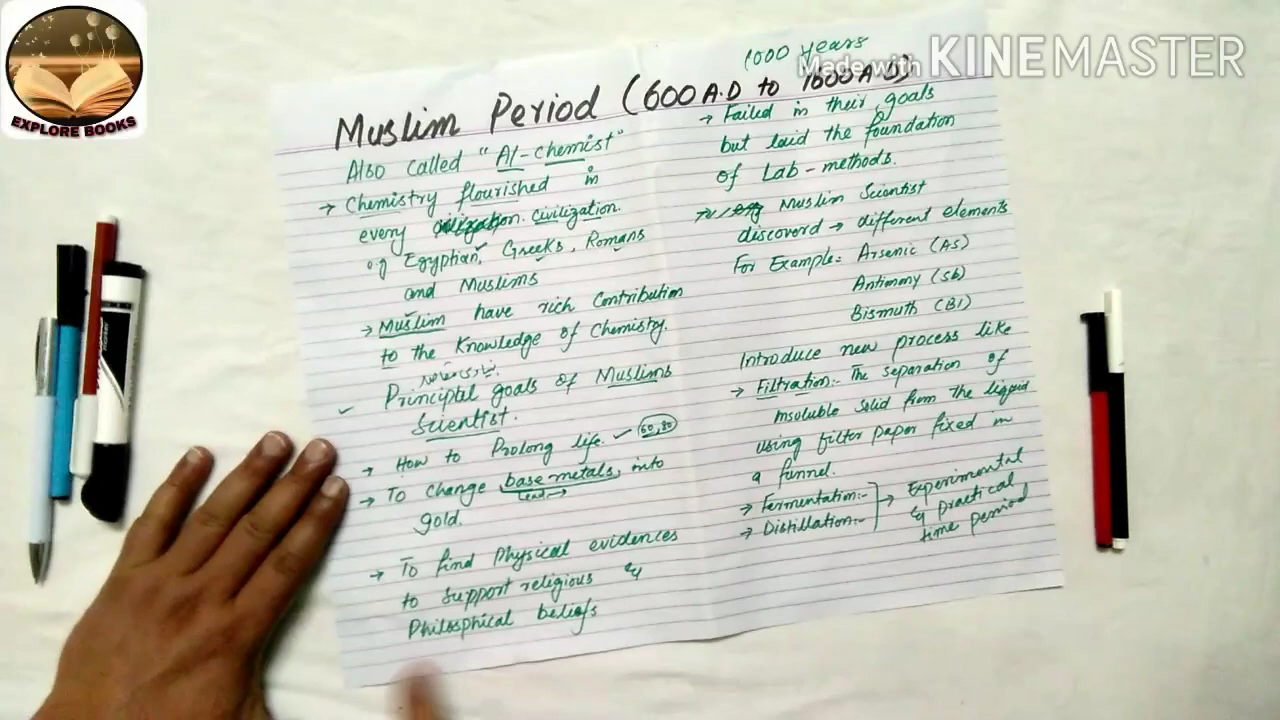 EXPLORE BOOKS
Made with KINEMASTER
1000 years
Muslim Period (600 A.D to 1600 A.D)
Also called "Al-chemist"
→ Chemistry flourished in
every civilization.
e.g Egyptian, Greeks, Romans
and Muslims
→ Muslim have rich contribution
to the Knowledge of Chemistry.
Principtal goals of Muslims
Scientist.
→ How to Prolong life. ✓ 60,80
→ To change base metals, into
gold.
→ To find Physical evidences
to support religious &
Philosphical beliefs
→ Failed in their goals
but laid the foundation
of Lab-methods.
Muslim Scientist
discoverd → different elements
For Example:- Arsenic (AS)
Antimony (Sb)
Bismuth (BI)
Introduce new process like
→ Filtration:- The separation of
insoluble solid from the liquid
using filter paper fixed in
a funnel.
→ Fermentation:-
→ Distillation:-
→ Experimental
& practical
time period